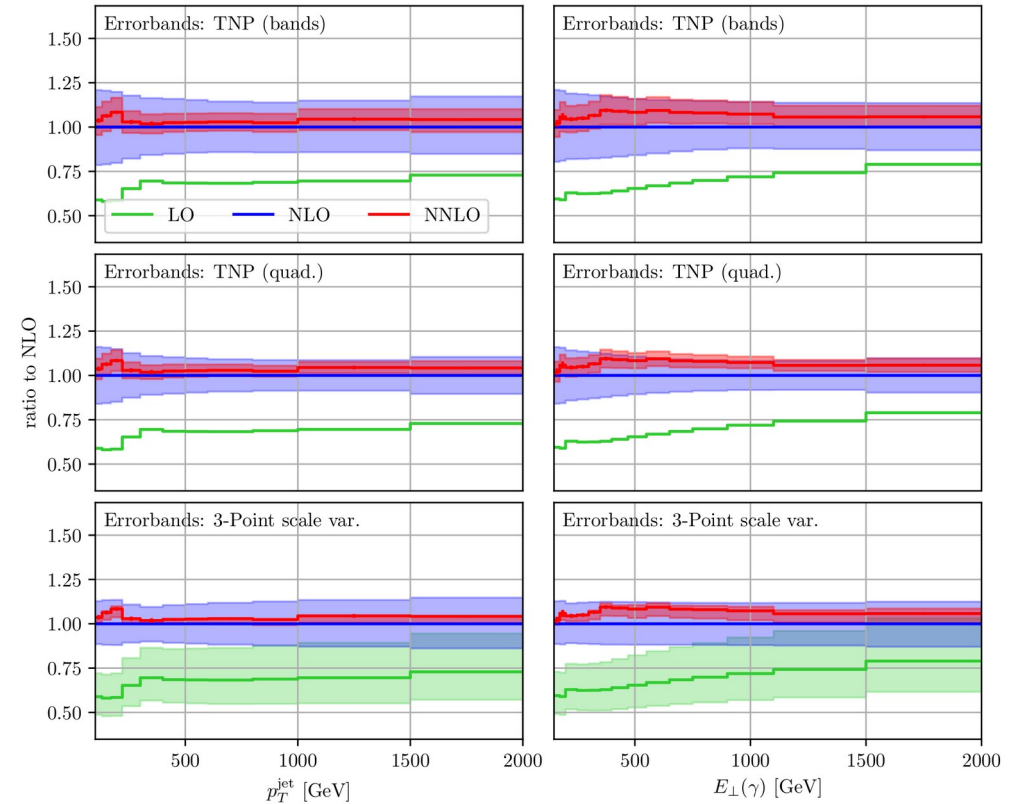 Errorbands: TNP (bands)
Errorbands: TNP (bands)
1.50
1.25
1.00
0.75
0.50
LO NLO NNLO
Errorbands: TNP (quad.)
Errorbands: TNP (quad.)
1.50
1.25
1.00
0.75
0.50
ratio to NLO
Errorbands: 3-Point scale var.
Errorbands: 3-Point scale var.
1.50
1.25
1.00
0.75
0.50
500 1000 1500 2000
500 1000 1500 2000
p_T^jet [GeV]
E_⊥(γ) [GeV]